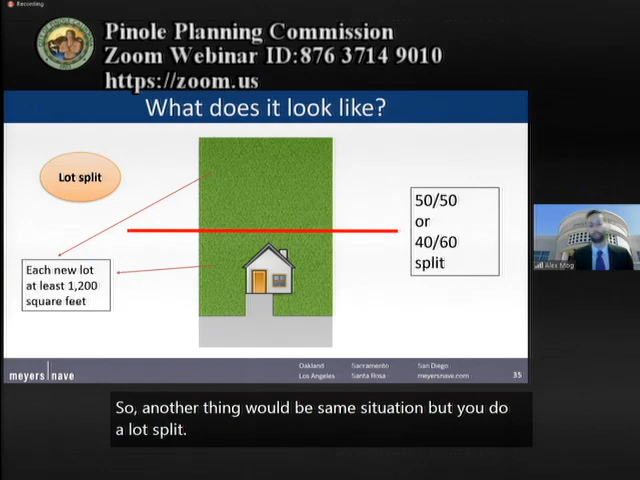 Recording
Pinole Planning Commission
Zoom Webinar ID:876 3714 9010
https://zoom.us
What does it look like?
Lot split
50/50
or
40/60
split
Each new lot
at least 1,200
square feet
Alex Mog
meyers nave
Oakland Sacramento San Diego
Los Angeles Santa Rosa meyersnave.com
35
So, another thing would be same situation but you do
a lot split.